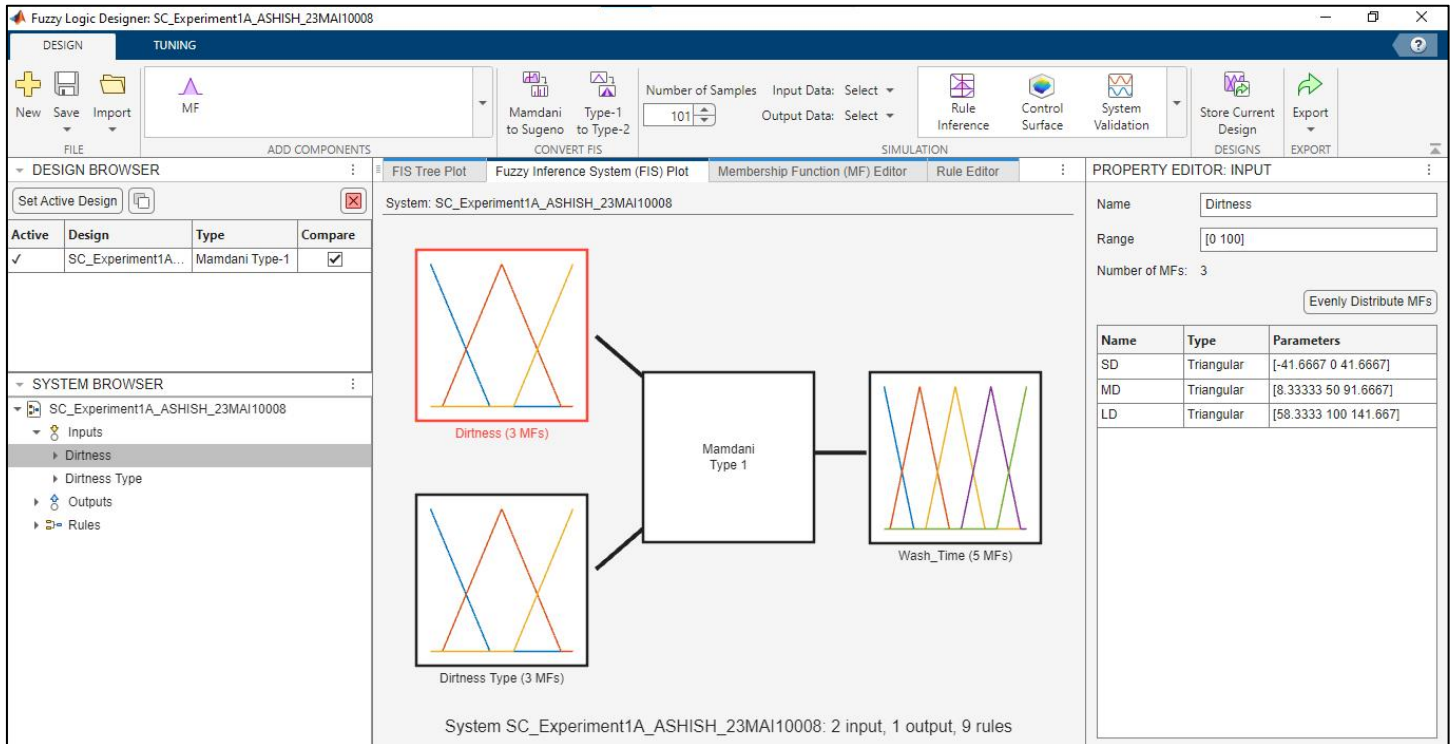 Fuzzy Logic Designer: SC_Experiment1A_ASHISH_23MAI10008
DESIGN TUNING
?
New Save Import
FILE
MF
ADD COMPONENTS
Mamdani to Sugeno
Type-1 to Type-2
CONVERT FIS
Number of Samples Input Data: Select
101 Output Data: Select
Rule Inference
Control Surface
System Validation
SIMULATION
Store Current Design
DESIGNS
Export
EXPORT
DESIGN BROWSER
Set Active Design
Active Design Type Compare
✓ SC_Experiment1A... Mamdani Type-1
SYSTEM BROWSER
SC_Experiment1A_ASHISH_23MAI10008
Inputs
Dirtness
Dirtness Type
Outputs
Rules
FIS Tree Plot Fuzzy Inference System (FIS) Plot Membership Function (MF) Editor Rule Editor
System: SC_Experiment1A_ASHISH_23MAI10008
Dirtness (3 MFs)
Mamdani
Type 1
Wash_Time (5 MFs)
Dirtness Type (3 MFs)
System SC_Experiment1A_ASHISH_23MAI10008: 2 input, 1 output, 9 rules
PROPERTY EDITOR: INPUT
Name Dirtness
Range [0 100]
Number of MFs: 3
Evenly Distribute MFs
Name Type Parameters
SD Triangular [-41.6667 0 41.6667]
MD Triangular [8.33333 50 91.6667]
LD Triangular [58.3333 100 141.667]